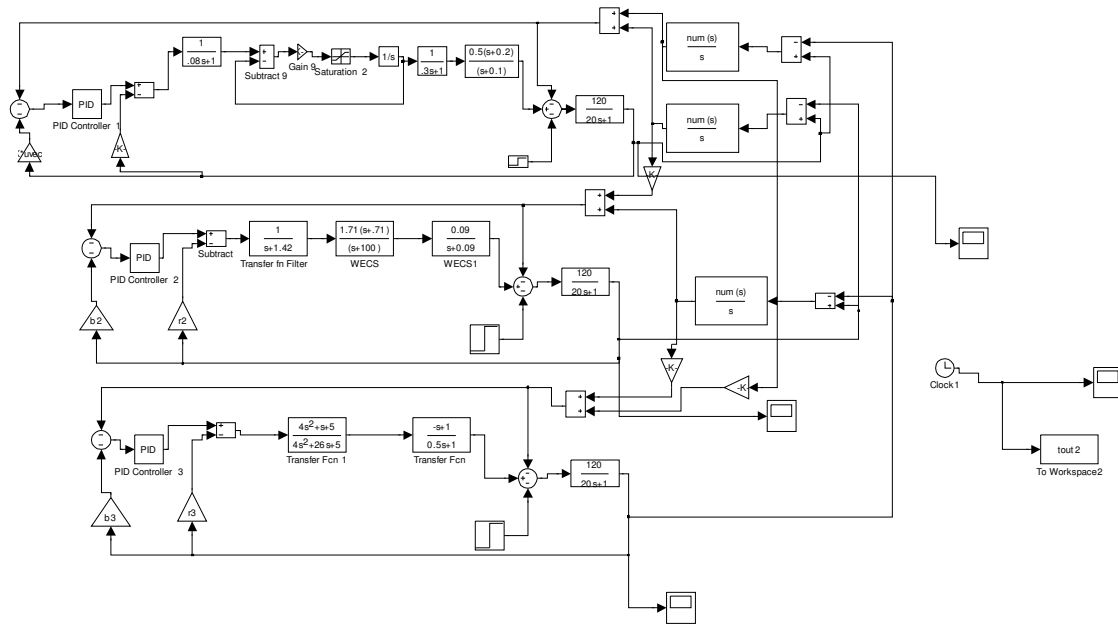 PID
PID Controller 1
:*uvec
-K-
1
.08s+1
Subtract 9
Gain 9
Saturation 2
1/s
1
.3s+1
0.5(s+0.2)
(s+0.1)
120
20s+1
num (s)
s
num (s)
s
-K-
PID
PID Controller 2
b2
r2
Subtract
1
s+1.42
Transfer fn Filter
1.71(s+.71)
(s+100)
WECS
0.09
s+0.09
WECS1
120
20s+1
num (s)
s
-K-
-K-
PID
PID Controller 3
b3
r3
4s²+s+5
4s²+26s+5
Transfer Fcn 1
-s+1
0.5s+1
Transfer Fcn
120
20s+1
Clock1
tout2
To Workspace2